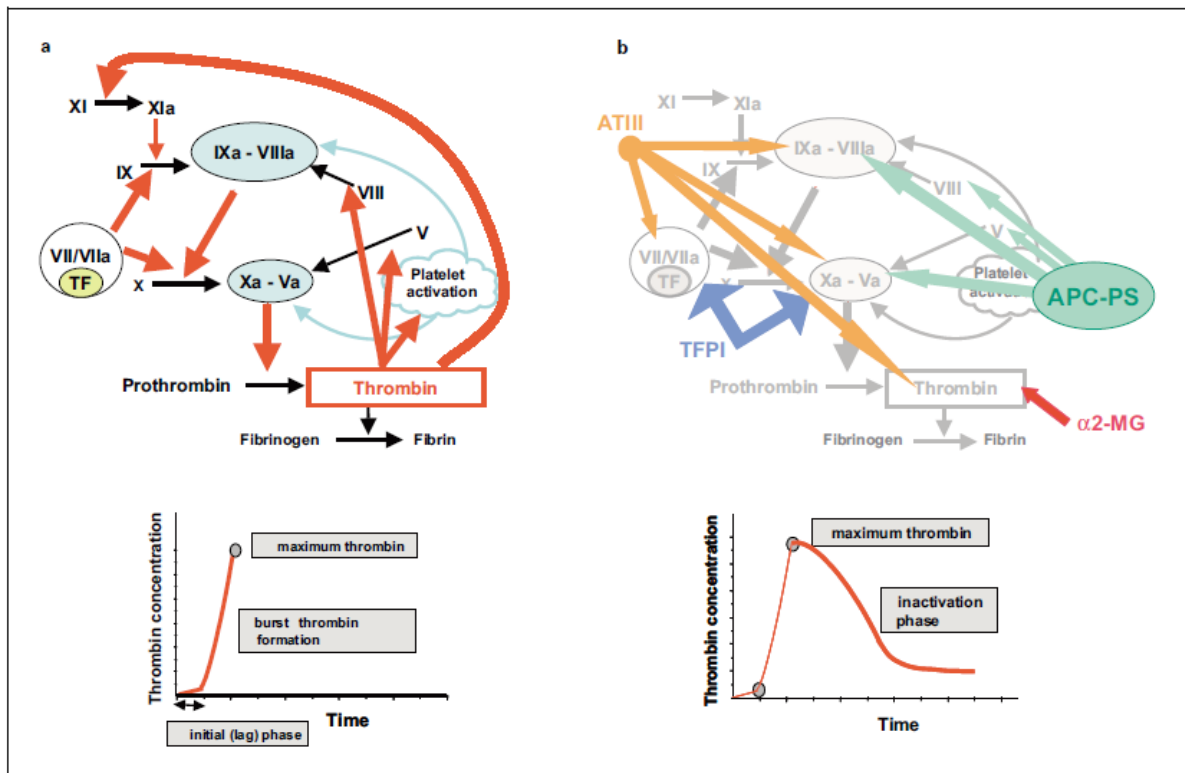 a
XI
XIa
IX
IXa - VIIIa
VIII
V
VII/VIIa
TF
X
Xa - Va
Platelet
activation
Prothrombin
Thrombin
Fibrinogen
Fibrin
Thrombin concentration
maximum thrombin
burst thrombin
formation
Time
initial (lag) phase
b
XI
XIa
ATIII
IX
IXa - VIIIa
VIII
V
VII/VIIa
TF
X
Xa - Va
Platelet
APC-PS
TFPI
Prothrombin
Thrombin
α2-MG
Fibrinogen
Fibrin
Thrombin concentration
maximum thrombin
inactivation
phase
Time